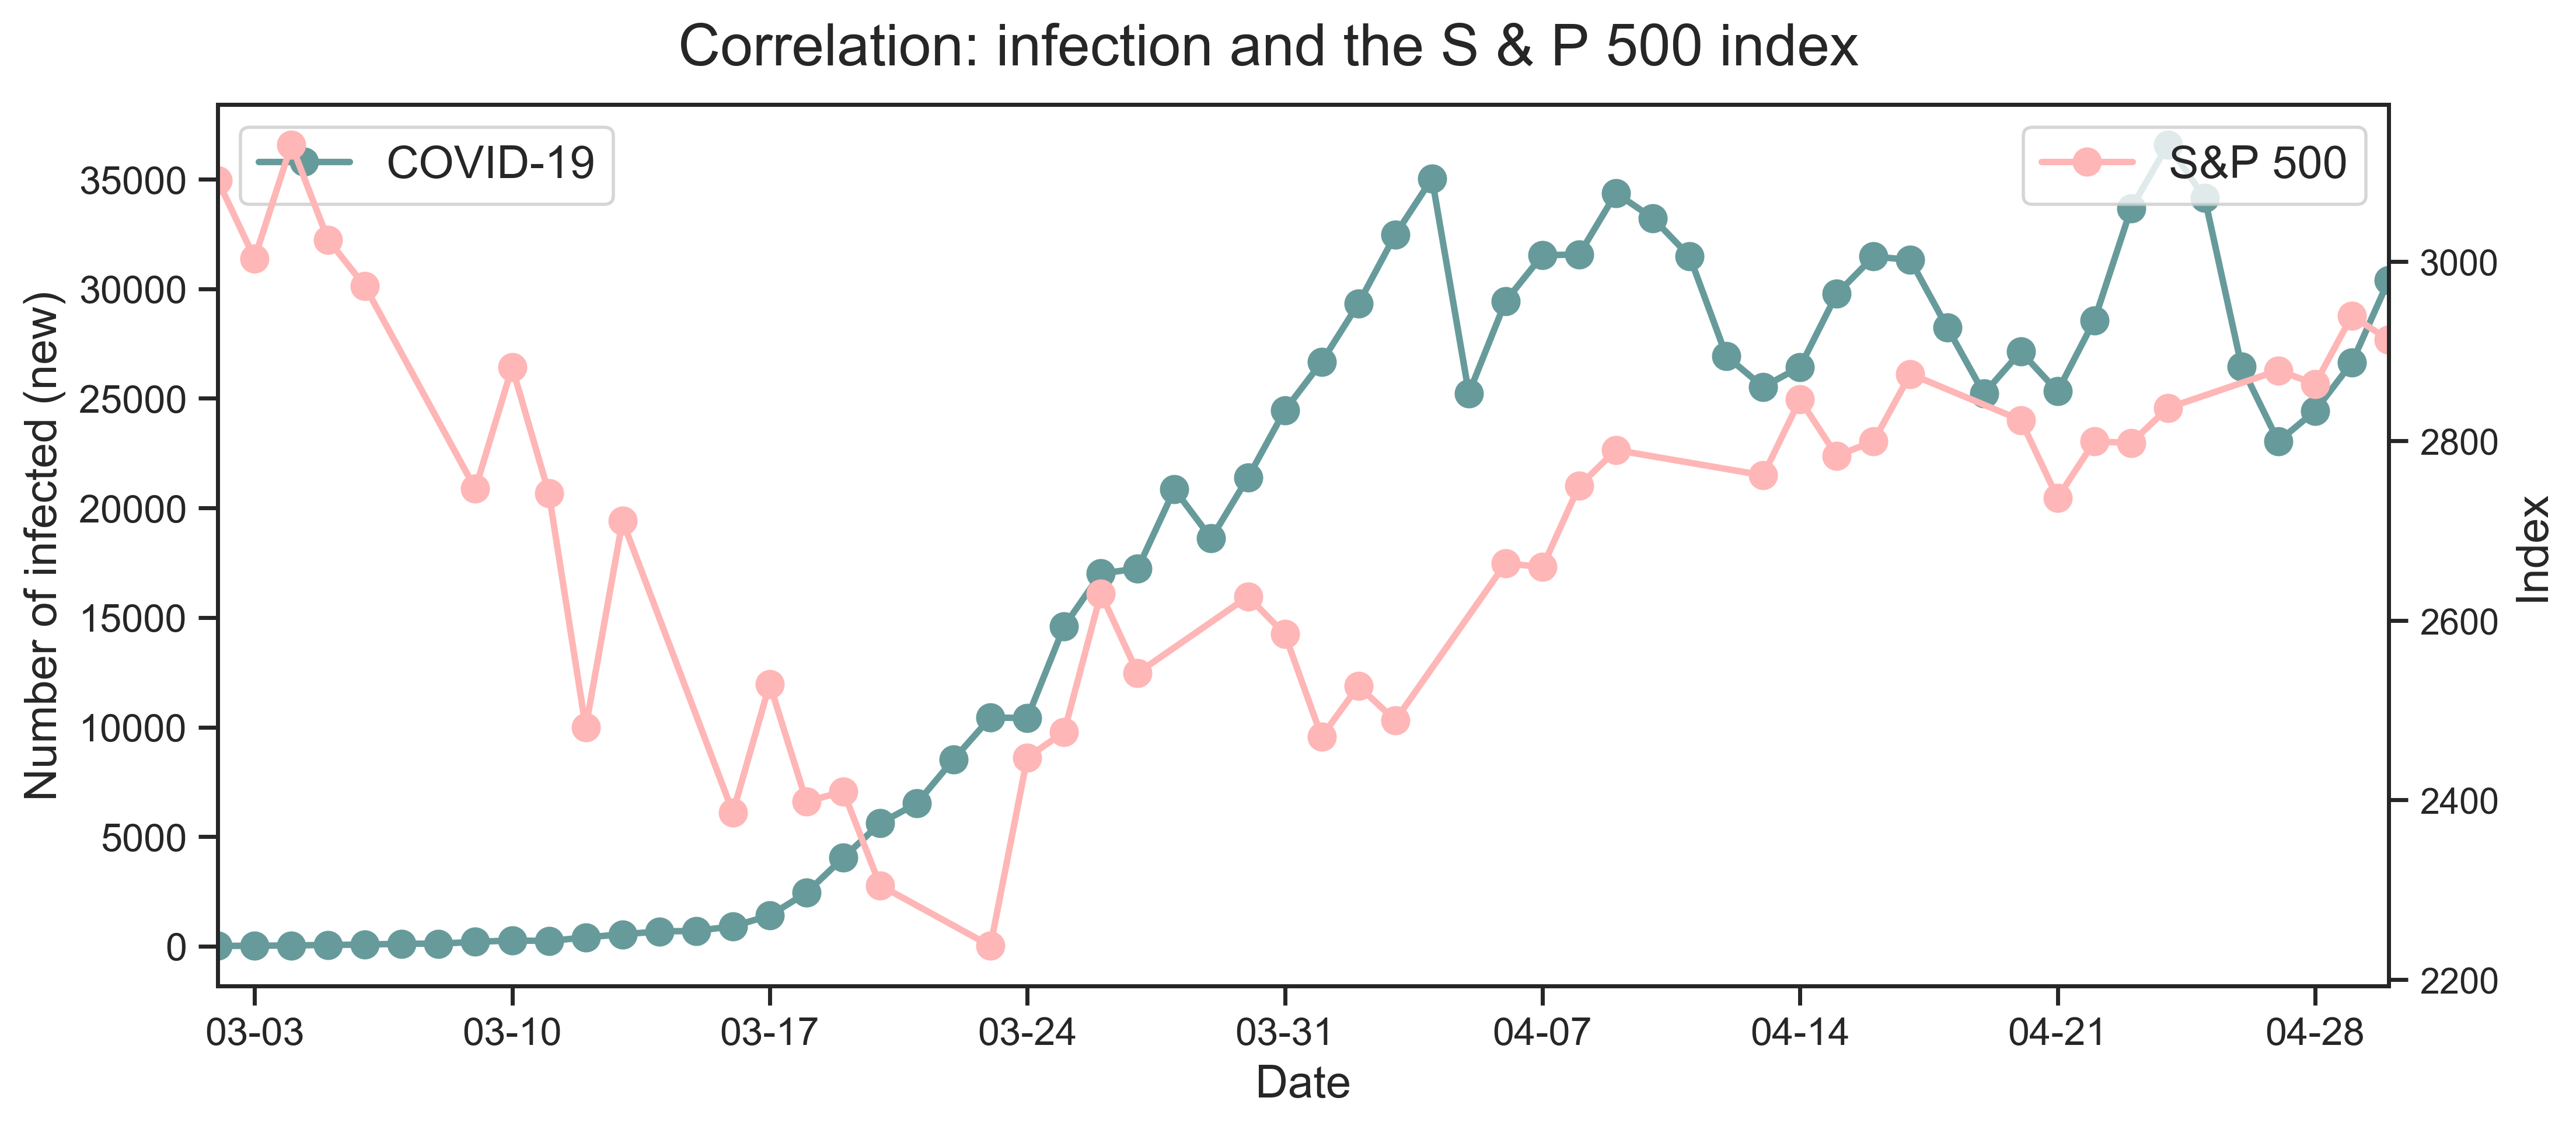 Correlation: infection and the S & P 500 index
COVID-19
S&P 500
Number of infected (new)
35000
30000
25000
20000
15000
10000
5000
0
3000
2800
2600
2400
2200
Index
03-03 03-10 03-17 03-24 03-31 04-07 04-14 04-21 04-28
Date